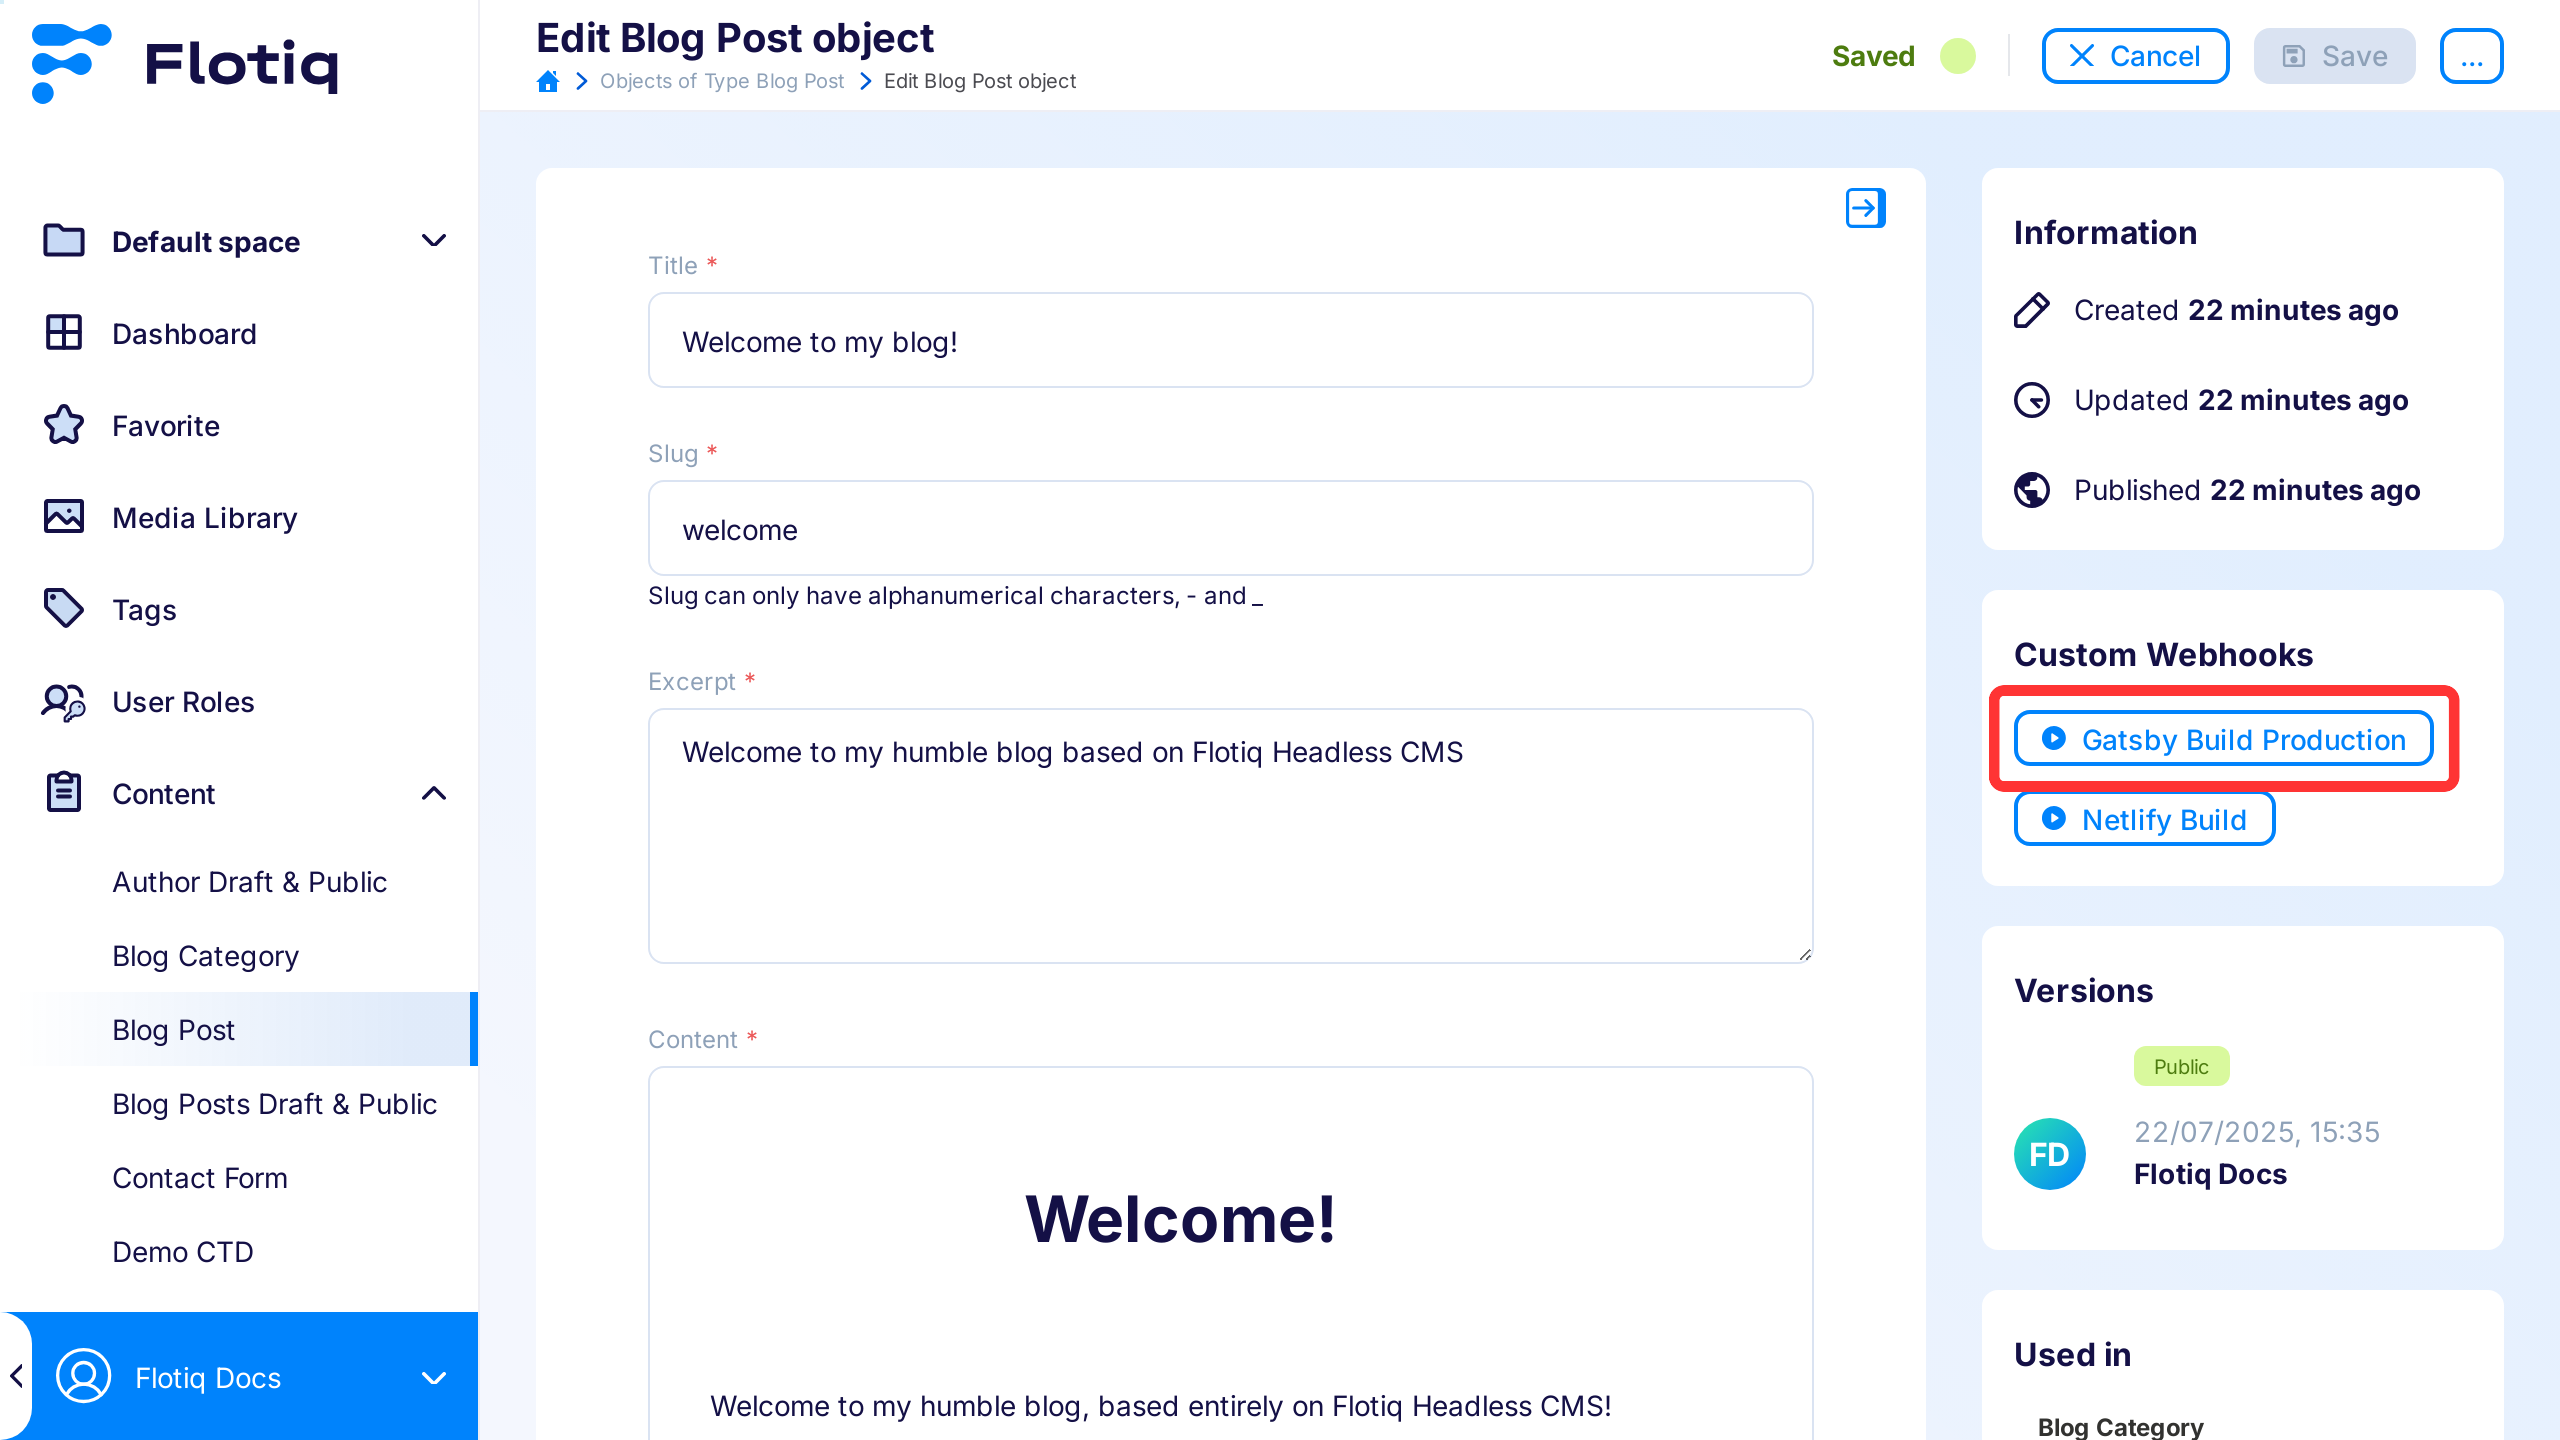 Flotiq
Default space
Dashboard
Favorite
Media Library
Tags
User Roles
Content
Author Draft & Public
Blog Category
Blog Post
Blog Posts Draft & Public
Contact Form
Demo CTD
Flotiq Docs
Edit Blog Post object
Objects of Type Blog Post
Edit Blog Post object
Saved
Cancel
Save
...
Title *
Welcome to my blog!
Slug *
welcome
Slug can only have alphanumerical characters, - and _
Excerpt *
Welcome to my humble blog based on Flotiq Headless CMS
Content *
Welcome!
Welcome to my humble blog, based entirely on Flotiq Headless CMS!
Information
Created 22 minutes ago
Updated 22 minutes ago
Published 22 minutes ago
Custom Webhooks
Gatsby Build Production
Netlify Build
Versions
Public
22/07/2025, 15:35
FD
Flotiq Docs
Used in
Blog Category